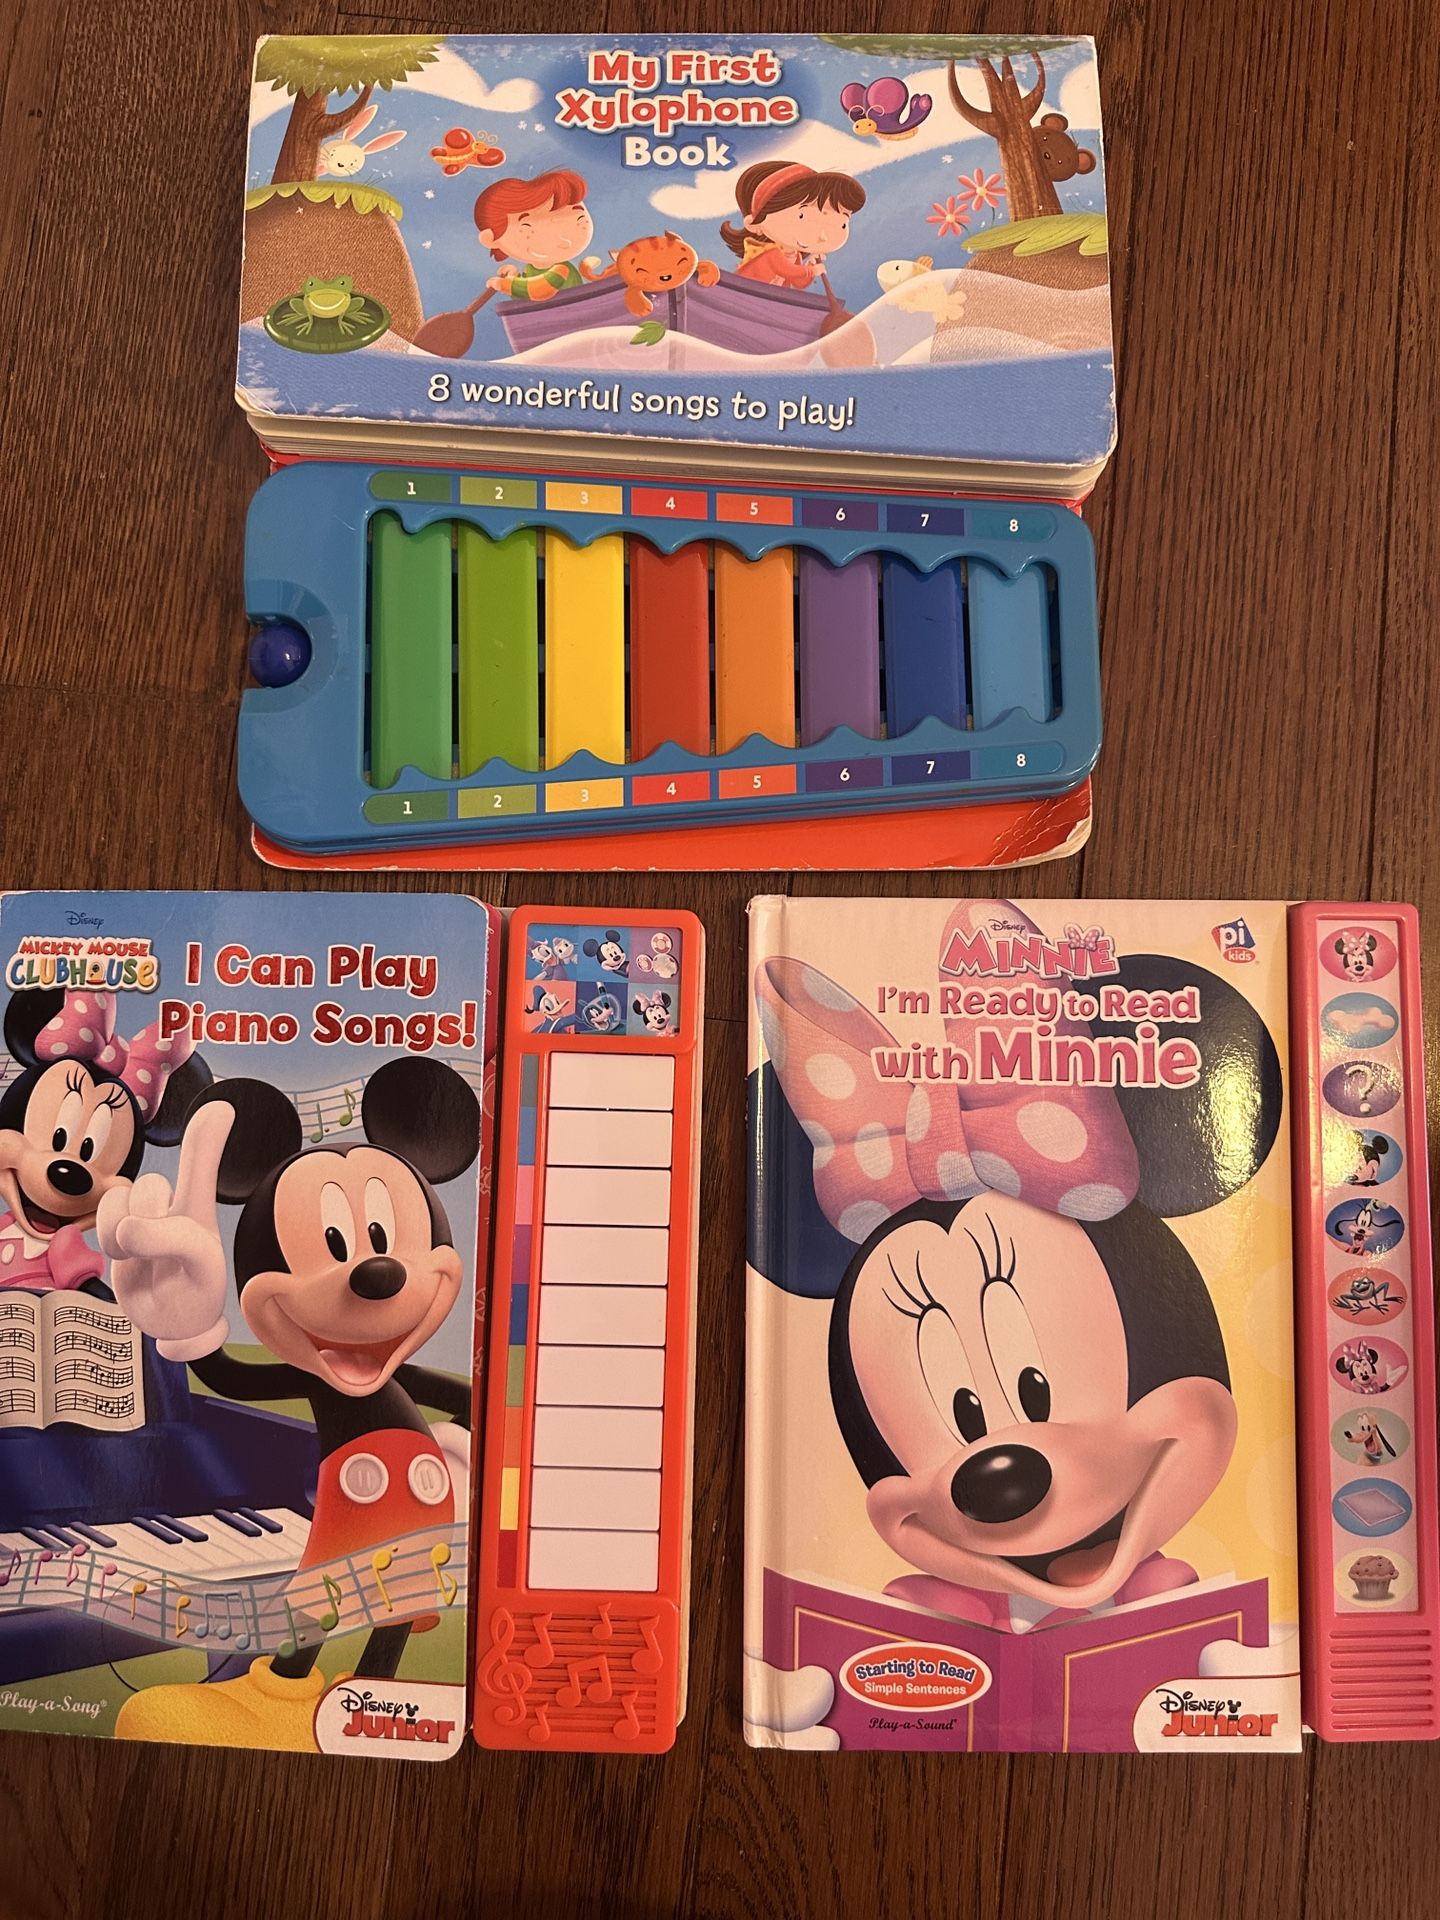 My First
Xylophone
Book
8 wonderful songs to play!
1 2 3 4 5 6 7 8
1 2 3 4 5 6 7 8
Disney
MICKEY MOUSE
CLUBHOUSE
I Can Play
Piano Songs!
Play-a-Song®
Disney
Junior
Disney
MINNIE
pi
kids
I'm Ready to Read
with Minnie
?
Starting to Read
Simple Sentences
Play-a-Sound®
Disney
Junior